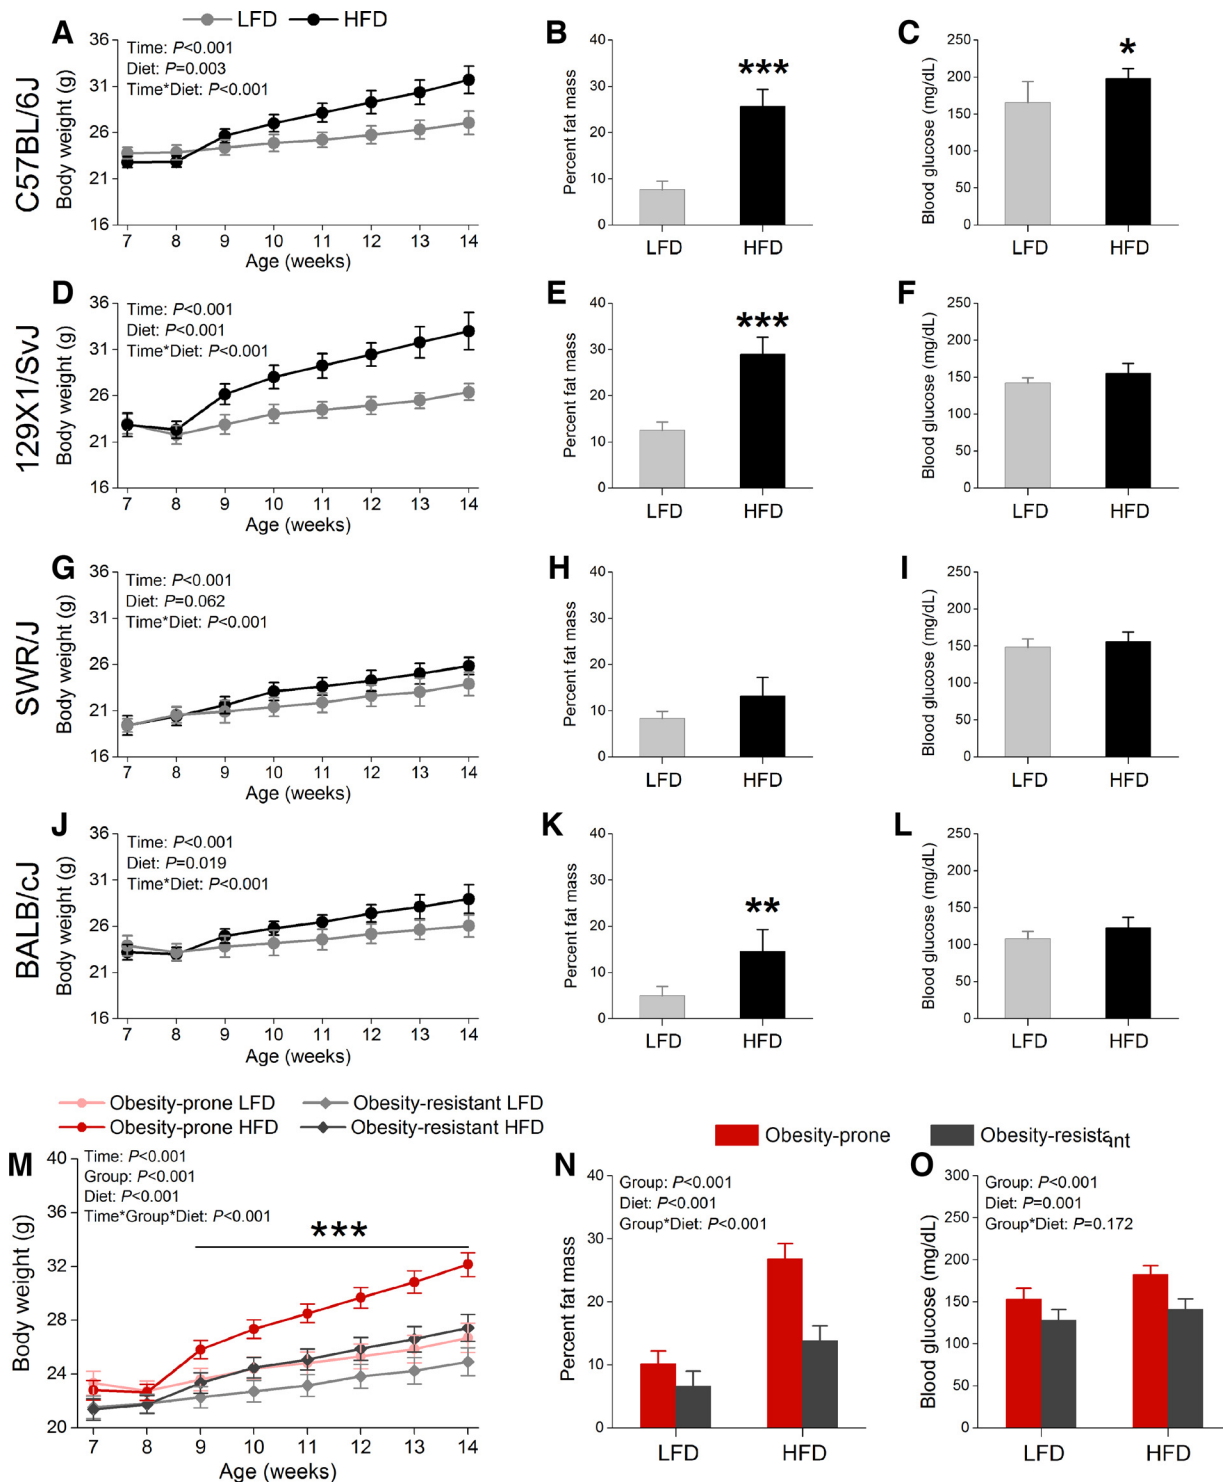 LFD HFD
A
C57BL/6J
Body weight (g)
36
31
26
21
16
Time: P<0.001
Diet: P=0.003
Time*Diet: P<0.001
7 8 9 10 11 12 13 14
Age (weeks)
B
Percent fat mass
40
30
20
10
0
***
LFD HFD
C
Blood glucose (mg/dL)
250
200
150
100
50
0
*
LFD HFD
D
129X1/SvJ
Body weight (g)
36
31
26
21
16
Time: P<0.001
Diet: P<0.001
Time*Diet: P<0.001
7 8 9 10 11 12 13 14
Age (weeks)
E
Percent fat mass
40
30
20
10
0
***
LFD HFD
F
Blood glucose (mg/dL)
250
200
150
100
50
0
LFD HFD
G
SWR/J
Body weight (g)
36
31
26
21
16
Time: P<0.001
Diet: P=0.062
Time*Diet: P<0.001
7 8 9 10 11 12 13 14
Age (weeks)
H
Percent fat mass
40
30
20
10
0
LFD HFD
I
Blood glucose (mg/dL)
250
200
150
100
50
0
LFD HFD
J
BALB/cJ
Body weight (g)
36
31
26
21
16
Time: P<0.001
Diet: P=0.019
Time*Diet: P<0.001
7 8 9 10 11 12 13 14
Age (weeks)
K
Percent fat mass
40
30
20
10
0
**
LFD HFD
L
Blood glucose (mg/dL)
250
200
150
100
50
0
LFD HFD
Obesity-prone LFD Obesity-resistant LFD
Obesity-prone HFD Obesity-resistant HFD
M
Body weight (g)
40
36
32
28
24
20
Time: P<0.001
Group: P<0.001
Diet: P<0.001
Time*Group*Diet: P<0.001
***
7 8 9 10 11 12 13 14
Age (weeks)
Obesity-prone Obesity-resistant
N
Percent fat mass
40
30
20
10
0
Group: P<0.001
Diet: P<0.001
Group*Diet: P<0.001
LFD HFD
O
Blood glucose (mg/dL)
300
250
200
150
100
50
0
Group: P<0.001
Diet: P=0.001
Group*Diet: P=0.172
LFD HFD